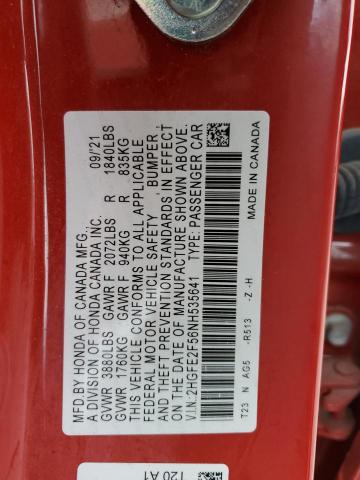 MFD.BY HONDA OF CANADA MFG.,
A DIVISION OF HONDA CANADA INC. 09/21
GVWR 3880LBS GAWR F 2072LBS R 1840LBS
GVWR 1760KG GAWR F 940KG R 835KG
THIS VEHICLE CONFORMS TO ALL APPLICABLE
FEDERAL MOTOR VEHICLE SAFETY , BUMPER ,
AND THEFT PREVENTION STANDARDS IN EFFECT
ON THE DATE OF MANUFACTURE SHOWN ABOVE.
V.I.N.:2HGFE2F56NH535641 TYPE: PASSENGER CAR
T23 N AG5 -R513 -Z -H MADE IN CANADA
T20 A1